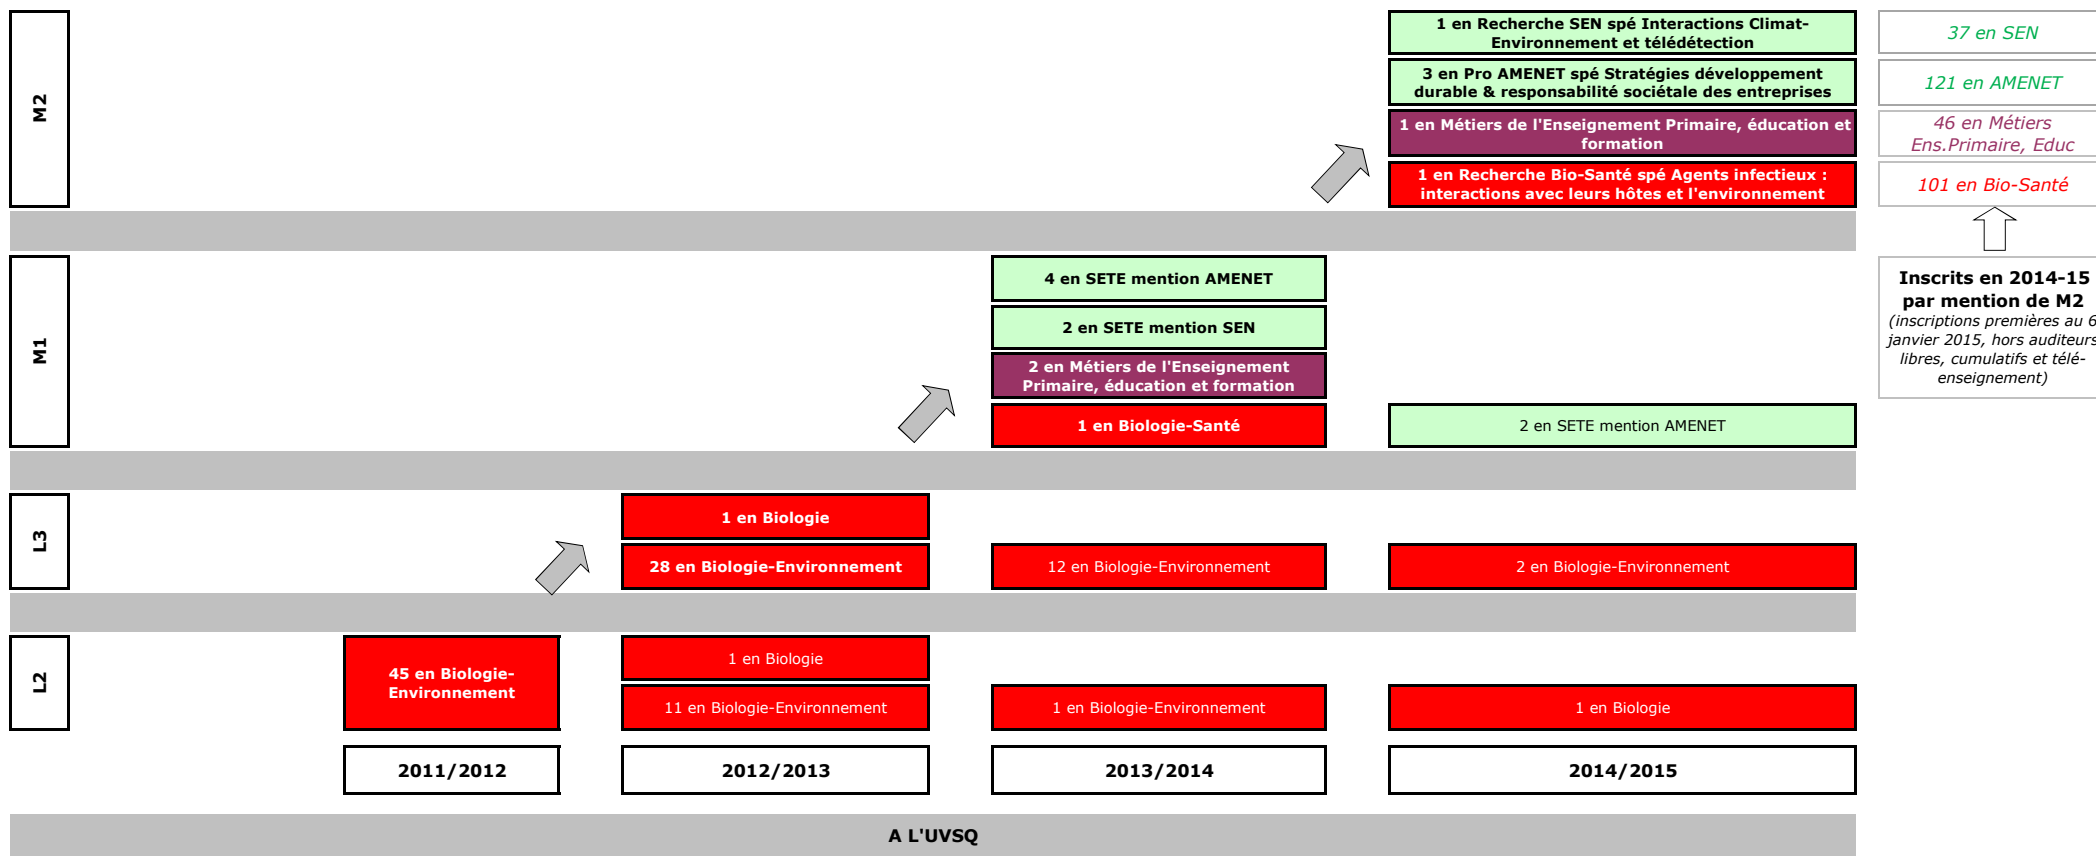 M2
1 en Recherche SEN spé Interactions Climat-
Environnement et télédétection
3 en Pro AMENET spé Stratégies développement
durable & responsabilité sociétale des entreprises
1 en Métiers de l'Enseignement Primaire, éducation et
formation
1 en Recherche Bio-Santé spé Agents infectieux :
interactions avec leurs hôtes et l'environnement
37 en SEN
121 en AMENET
46 en Métiers
Ens.Primaire, Educ
101 en Bio-Santé
M1
4 en SETE mention AMENET
2 en SETE mention SEN
2 en Métiers de l'Enseignement
Primaire, éducation et formation
1 en Biologie-Santé
2 en SETE mention AMENET
Inscrits en 2014-15
par mention de M2
(inscriptions premières au 6
janvier 2015, hors auditeurs
libres, cumulatifs et télé-
enseignement)
L3
1 en Biologie
28 en Biologie-Environnement
12 en Biologie-Environnement
2 en Biologie-Environnement
L2
45 en Biologie-
Environnement
1 en Biologie
11 en Biologie-Environnement
1 en Biologie-Environnement
1 en Biologie
2011/2012
2012/2013
2013/2014
2014/2015
A L'UVSQ